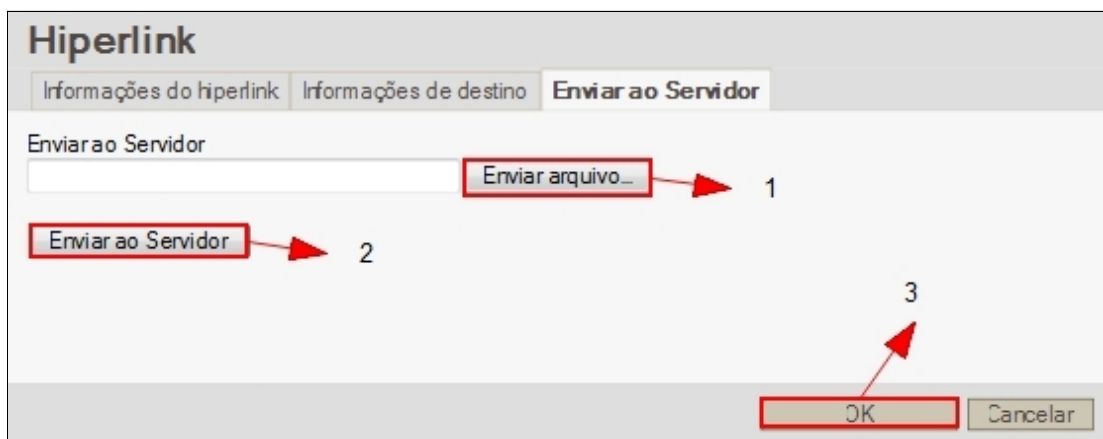 Hiperlink
Informações do hiperlink Informações de destino Enviar ao Servidor
Enviar ao Servidor
Enviar arquivo... 1
Enviar ao Servidor 2
3
OK Cancelar